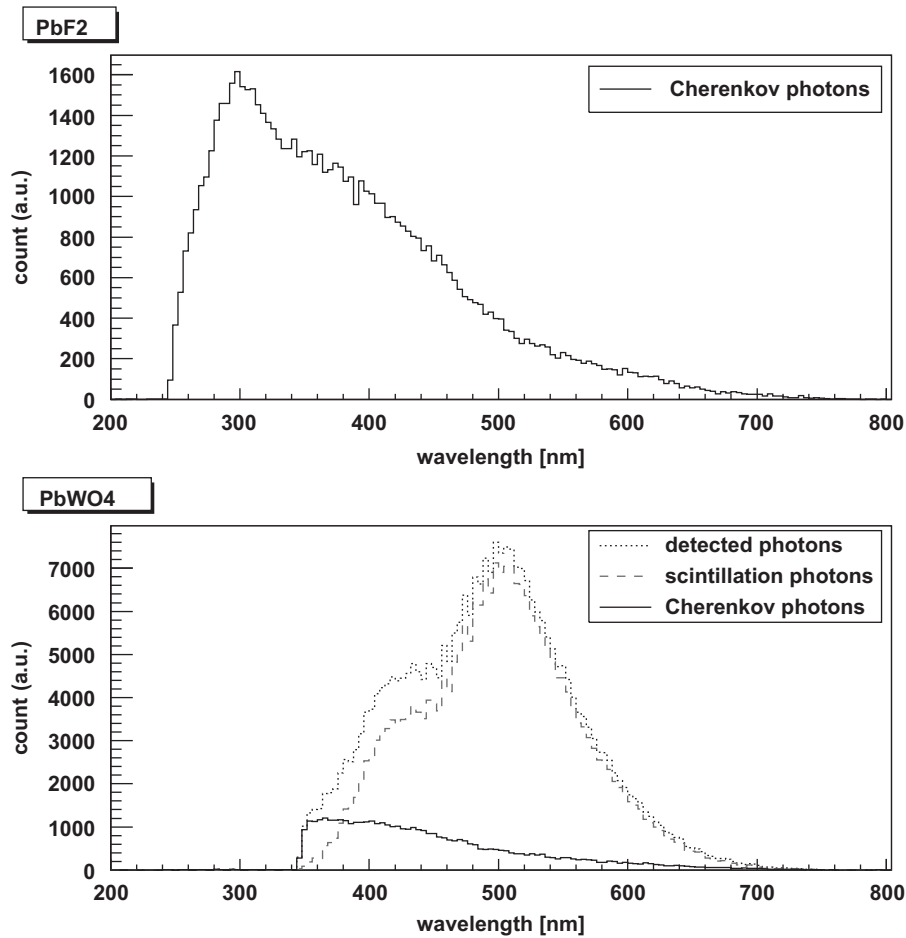 PbF2
Cherenkov photons
1600
1400
1200
1000
800
600
400
200
0
count (a.u.)
200 300 400 500 600 700 800
wavelength [nm]
PbWO4
detected photons
scintillation photons
Cherenkov photons
7000
6000
5000
4000
3000
2000
1000
0
count (a.u.)
200 300 400 500 600 700 800
wavelength [nm]